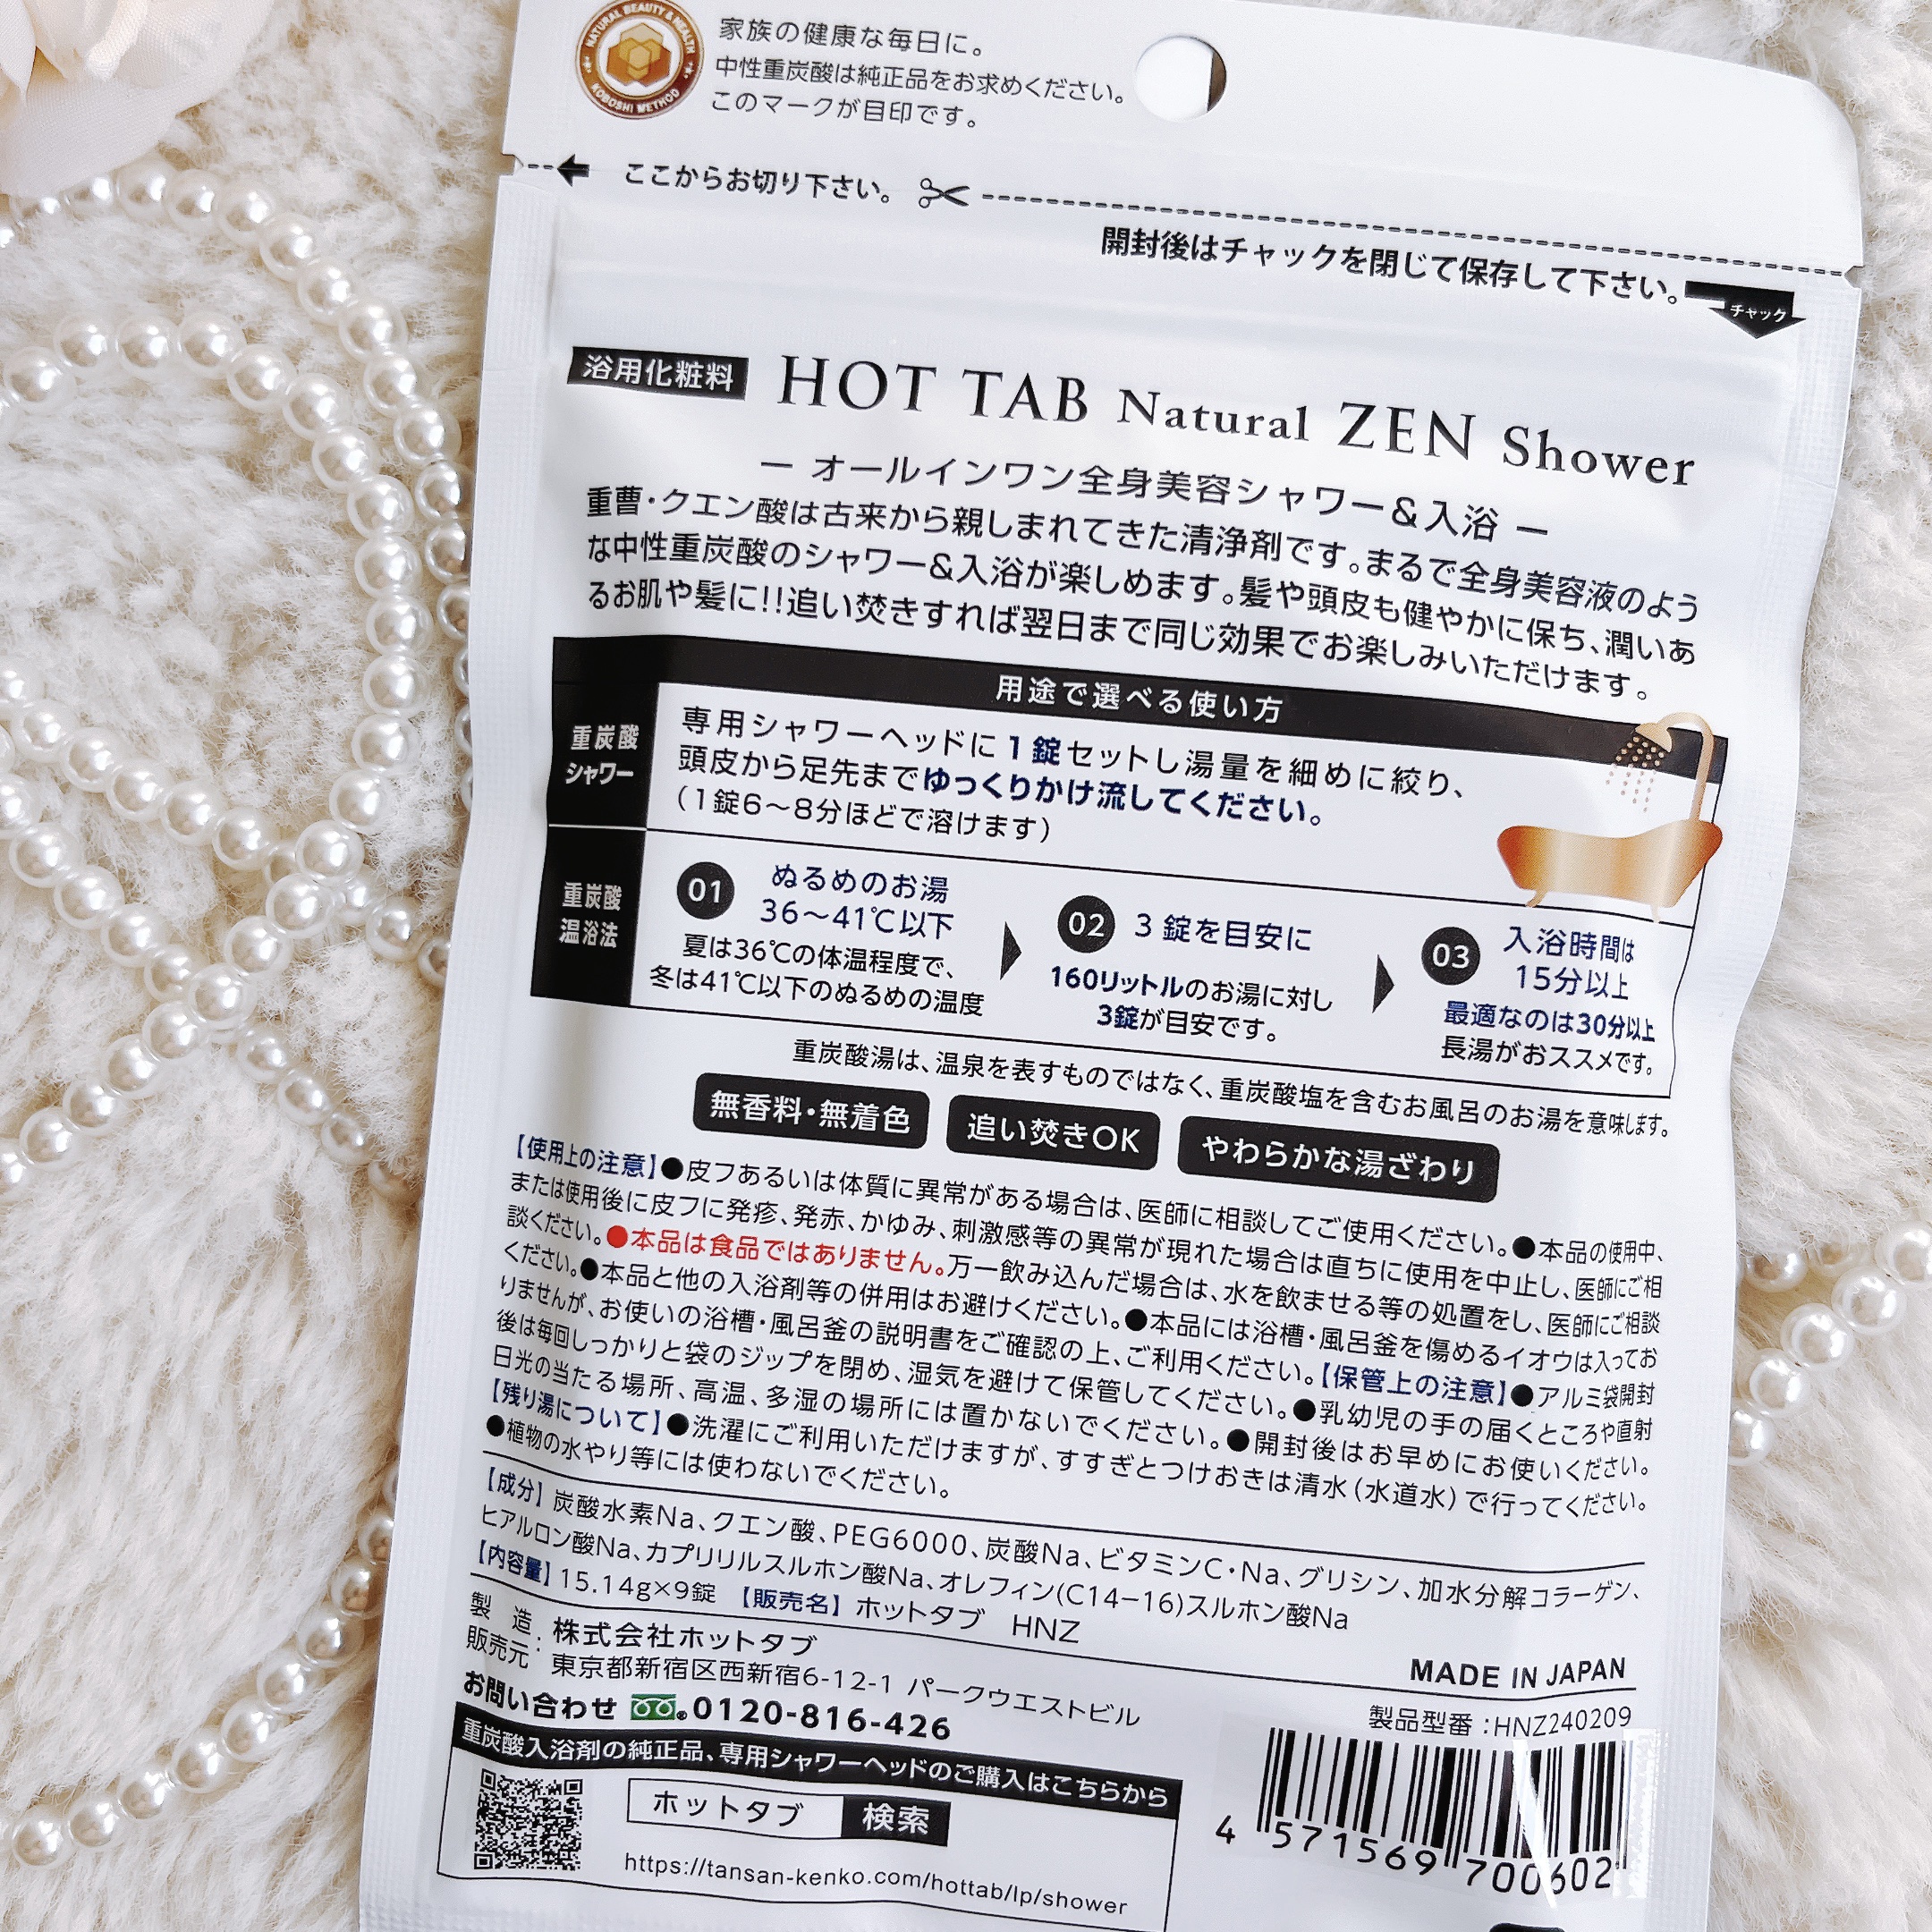 NATURAL BEAUTY & HEALTH
KOBOSHI METHOD
家族の健康な毎日に。
中性重炭酸は純正品をお求めください。
このマークが目印です。
ここからお切り下さい。
開封後はチャックを閉じて保存して下さい。
チャック
浴用化粧料 HOT TAB Natural ZEN Shower
― オールインワン全身美容シャワー&入浴 ―
重曹・クエン酸は古来から親しまれてきた清浄剤です。まるで全身美容液のよう
な中性重炭酸のシャワー&入浴が楽しめます。髪や頭皮も健やかに保ち、潤いあ
るお肌や髪に!!追い焚きすれば翌日まで同じ効果でお楽しみいただけます。
用途で選べる使い方
重炭酸
シャワー
専用シャワーヘッドに1錠セットし湯量を細めに絞り、
頭皮から足先までゆっくりかけ流してください。
(1錠6～8分ほどで溶けます)
重炭酸
温浴法
01 ぬるめのお湯
36～41℃以下
夏は36℃の体温程度で、
冬は41℃以下のぬるめの温度
02 3錠を目安に
160リットルのお湯に対し
3錠が目安です。
03 入浴時間は
15分以上
最適なのは30分以上
長湯がおススメです。
重炭酸湯は、温泉を表すものではなく、重炭酸塩を含むお風呂のお湯を意味します。
無香料・無着色 追い焚きOK やわらかな湯ざわり
【使用上の注意】●皮フあるいは体質に異常がある場合は、医師に相談してご使用ください。●本品の使用中、
または使用後に皮フに発疹、発赤、かゆみ、刺激感等の異常が現れた場合は直ちに使用を中止し、医師にご相
談ください。●本品は食品ではありません。万一飲み込んだ場合は、水を飲ませる等の処置をし、医師にご相談
ください。●本品と他の入浴剤等の併用はお避けください。●本品には浴槽・風呂釜を傷めるイオウは入ってお
りませんが、お使いの浴槽・風呂釜の説明書をご確認の上、ご利用ください。【保管上の注意】●アルミ袋開封
後は毎回しっかりと袋のジップを閉め、湿気を避けて保管してください。●乳幼児の手の届くところや直射
日光の当たる場所、高温、多湿の場所には置かないでください。●開封後はお早めにお使いください。
【残り湯について】●洗濯にご利用いただけますが、すすぎとつけおきは清水(水道水)で行ってください。
●植物の水やり等には使わないでください。
【成分】炭酸水素Na、クエン酸、PEG6000、炭酸Na、ビタミンC・Na、グリシン、加水分解コラーゲン、
ヒアルロン酸Na、カプリリルスルホン酸Na、オレフィン(C14-16)スルホン酸Na
【内容量】15.14g×9錠 【販売名】ホットタブ HNZ
製造
販売元 : 株式会社ホットタブ
東京都新宿区西新宿6-12-1 パークウエストビル
MADE IN JAPAN
お問い合わせ 0120-816-426
製品型番:HNZ240209
重炭酸入浴剤の純正品、専用シャワーヘッドのご購入はこちらから
ホットタブ 検索
https://tansan-kenko.com/hottab/lp/shower
4 571569 700602